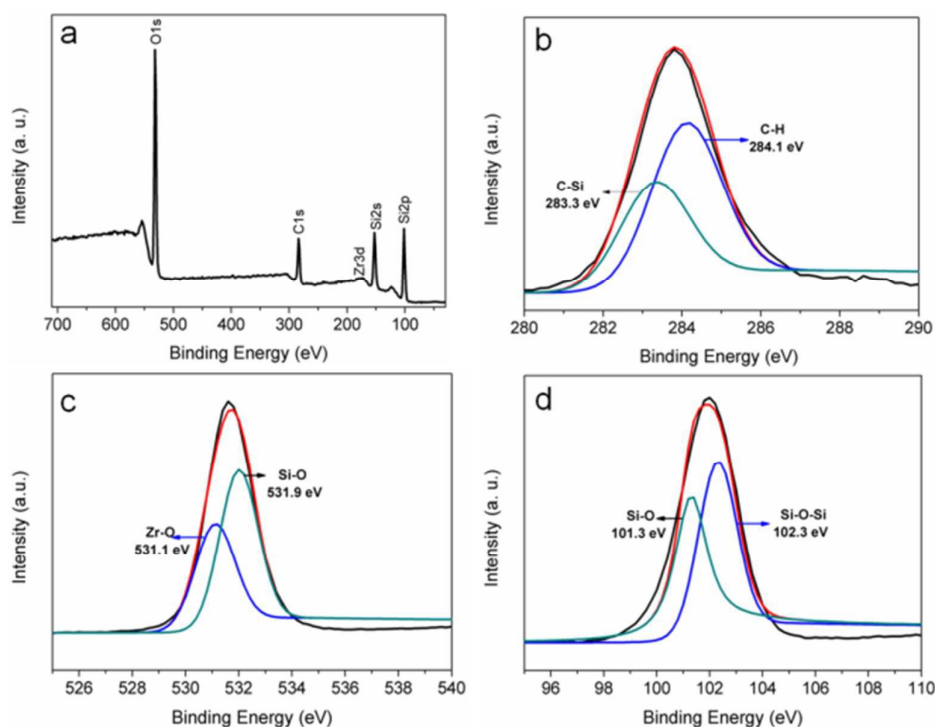 a
O1s
C1s
Zr3d
Si2s
Si2p
Intensity (a. u.)
700 600 500 400 300 200 100
Binding Energy (eV)
b
C-H
284.1 eV
C-Si
283.3 eV
Intensity (a.u.)
280 282 284 286 288 290
Binding Energy (eV)
c
Si-O
531.9 eV
Zr-O
531.1 eV
Intensity (a.u.)
526 528 530 532 534 536 538 540
Binding Energy (eV)
d
Si-O
101.3 eV
Si-O-Si
102.3 eV
Intensity (a.u.)
96 98 100 102 104 106 108 110
Binding Energy (eV)